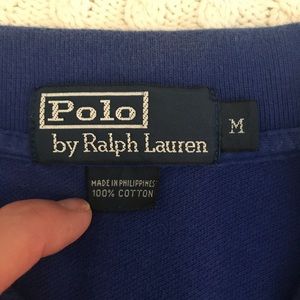 Polo
by Ralph Lauren
M
MADE IN PHILIPPINES
100% COTTON